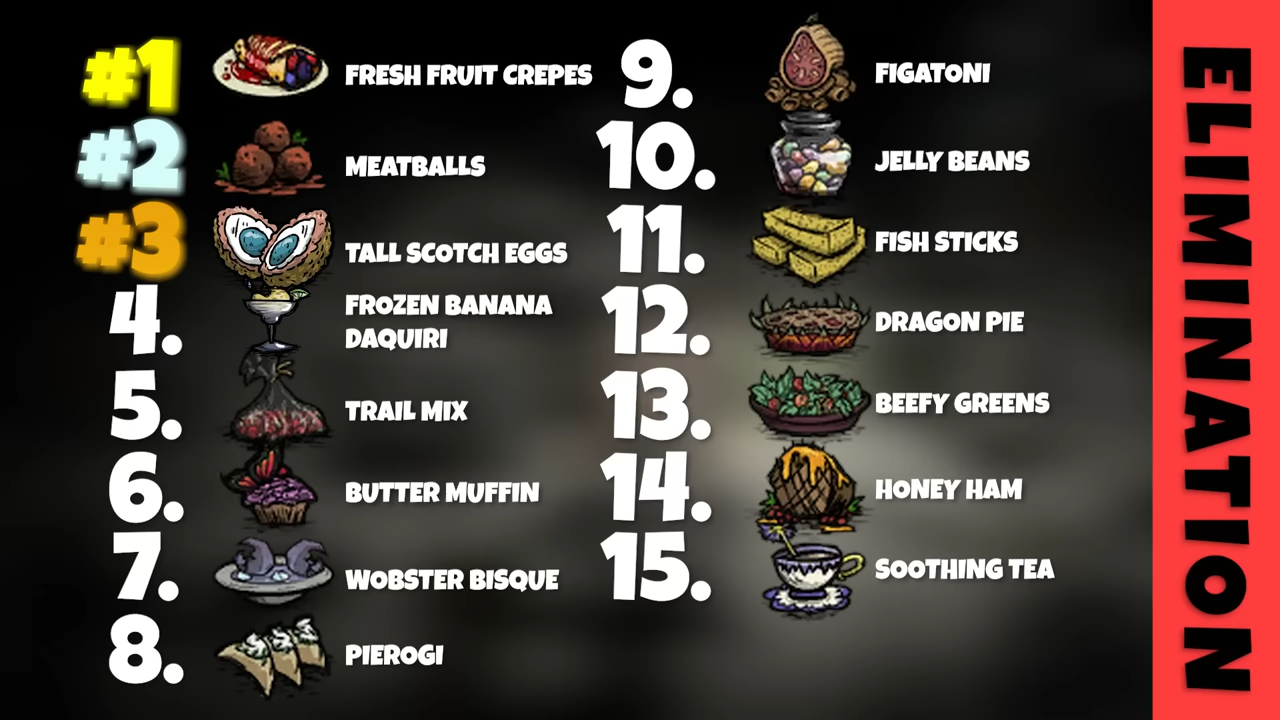 #1 FRESH FRUIT CREPES
#2 MEATBALLS
#3 TALL SCOTCH EGGS
4. FROZEN BANANA
DAQUIRI
5. TRAIL MIX
6. BUTTER MUFFIN
7. WOBSTER BISQUE
8. PIEROGI
9. FIGATONI
10. JELLY BEANS
11. FISH STICKS
12. DRAGON PIE
13. BEEFY GREENS
14. HONEY HAM
15. SOOTHING TEA
ELIMINATION